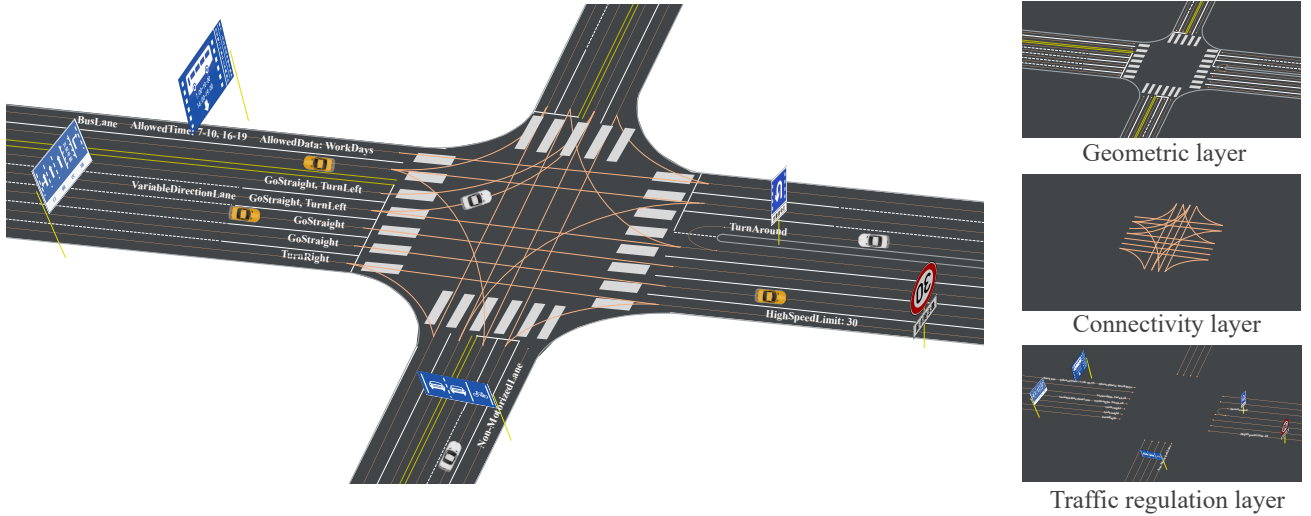 BusLane AllowedTime: 7-10, 16-19 AllowedData: WorkDays
GoStraight, TurnLeft
VariableDirectionLane GoStraight, TurnLeft
GoStraight
GoStraight
TurnRight
TurnAround
30
HighSpeedLimit: 30
Non-MotorizedLane
Geometric layer
Connectivity layer
Traffic regulation layer